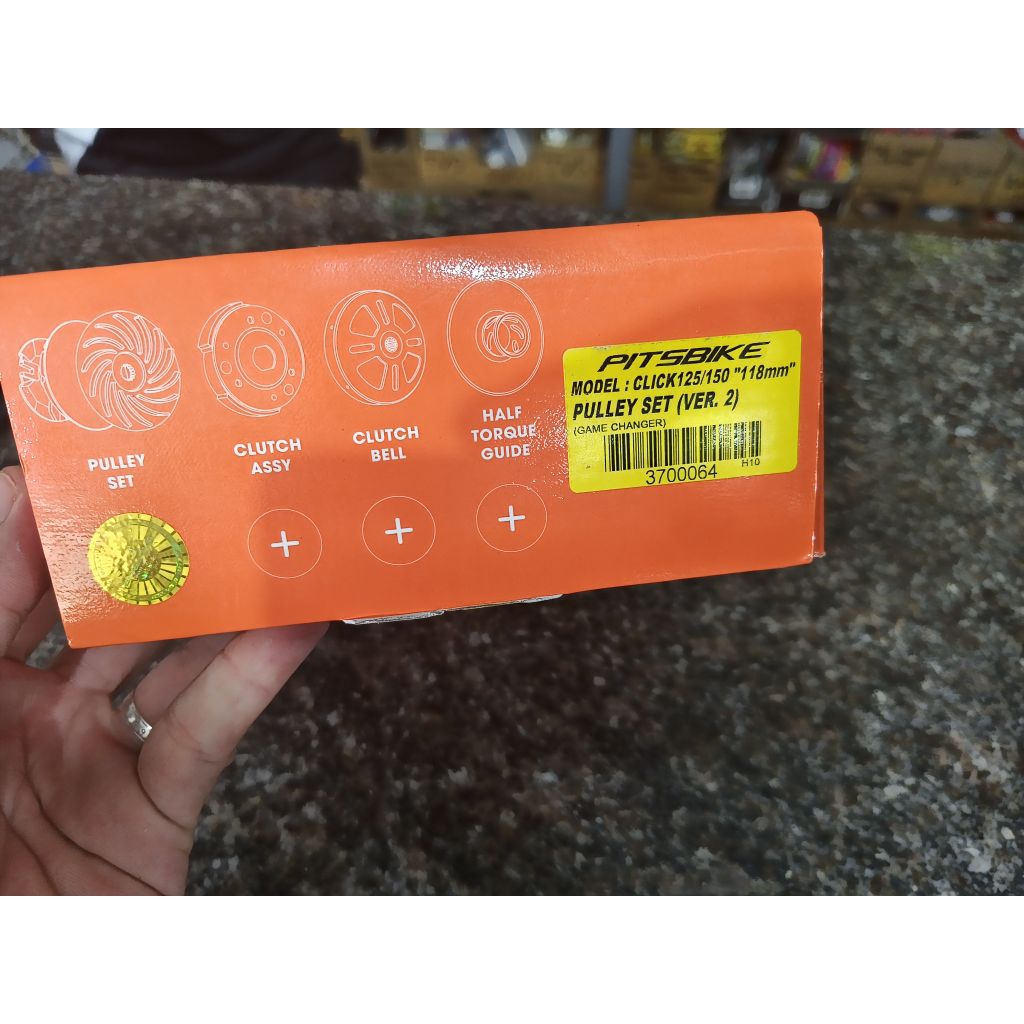 PULLEY
SET
CLUTCH
ASSY
CLUTCH
BELL
HALF
TORQUE
GUIDE
PITSBIKE
MODEL : CLICK125/150 "118mm"
PULLEY SET (VER. 2)
(GAME CHANGER)
3700064
H10